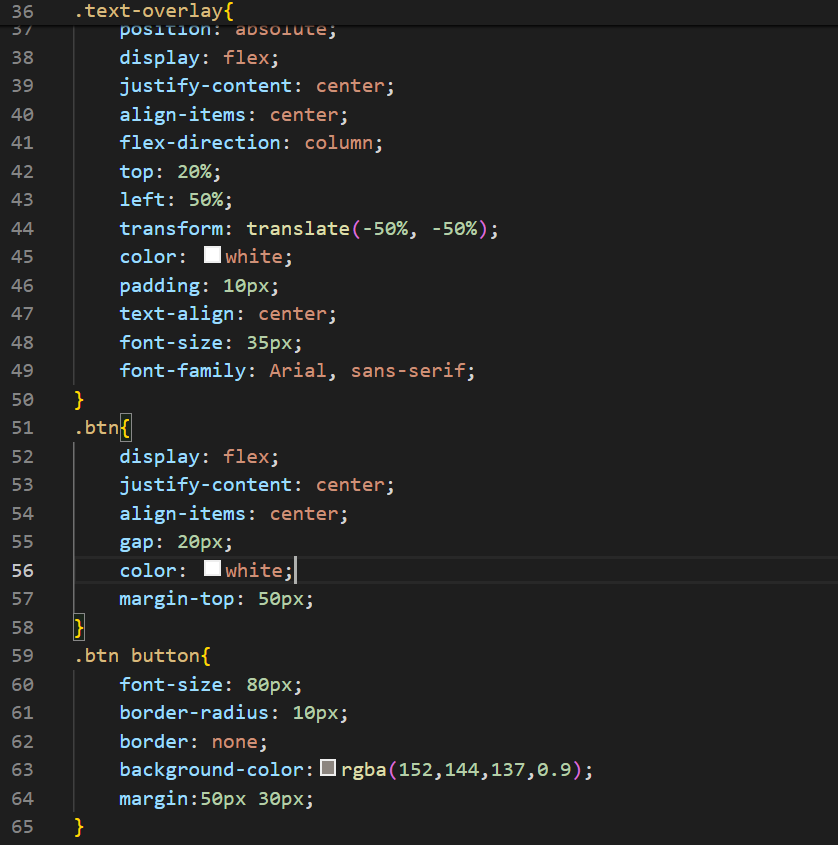 36 .text-overlay{
37 position: absolute;
38 display: flex;
39 justify-content: center;
40 align-items: center;
41 flex-direction: column;
42 top: 20%;
43 left: 50%;
44 transform: translate(-50%, -50%);
45 color: white;
46 padding: 10px;
47 text-align: center;
48 font-size: 35px;
49 font-family: Arial, sans-serif;
50 }
51 .btn{
52 display: flex;
53 justify-content: center;
54 align-items: center;
55 gap: 20px;
56 color: white;
57 margin-top: 50px;
58 }
59 .btn button{
60 font-size: 80px;
61 border-radius: 10px;
62 border: none;
63 background-color: rgba(152,144,137,0.9);
64 margin:50px 30px;
65 }